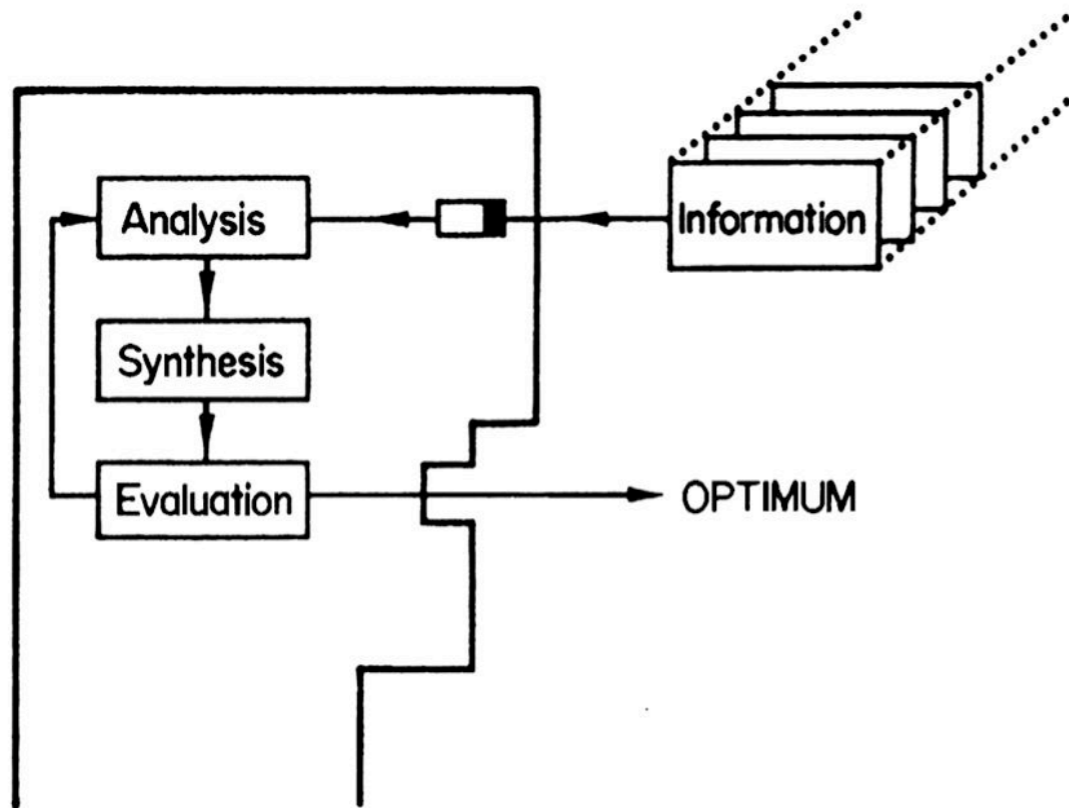 Analysis
Information
Synthesis
Evaluation
OPTIMUM